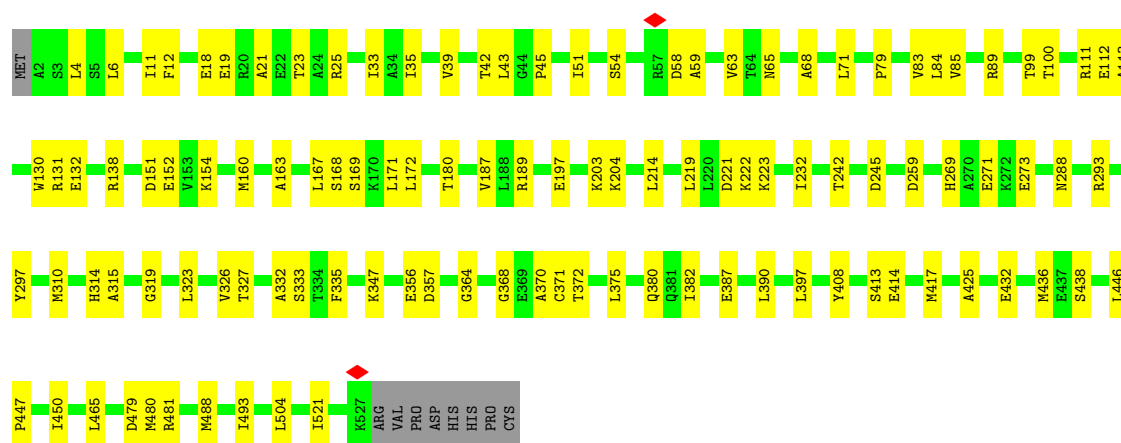 MET A2 S3 L4 S5 L6 I11 F12 E18 E19 R20 A21 E22 T23 A24 R25 I33 A34 I35 V39 T42 L43 G44 P45 I51 S54 R57 D58 A59 V63 T64 N65 A68 L71 P79 V83 L84 V85 R89 T99 T100 R111 E112
W130 R131 E132 R138 D151 E152 V153 K154 M160 A163 L167 S168 S169 K170 L171 L172 T180 V187 L188 R189 E197 K203 K204 L214 L219 L220 D221 K222 K223 I232 T242 D245 D259 H269 A270 E271 K272 E273 N288 R293
Y297 M310 H314 A315 G319 L323 V326 T327 A332 S333 T334 F335 K347 E356 D357 G364 G368 E369 A370 C371 T372 L375 Q380 Q381 I382 E387 L390 L397 Y408 S413 E414 M417 A425 E432 M436 E437 S438 L446
P447 I450 L465 D479 M480 R481 M488 I493 L504 I521 K527 ARG VAL PRO ASP HIS HIS PRO CYS